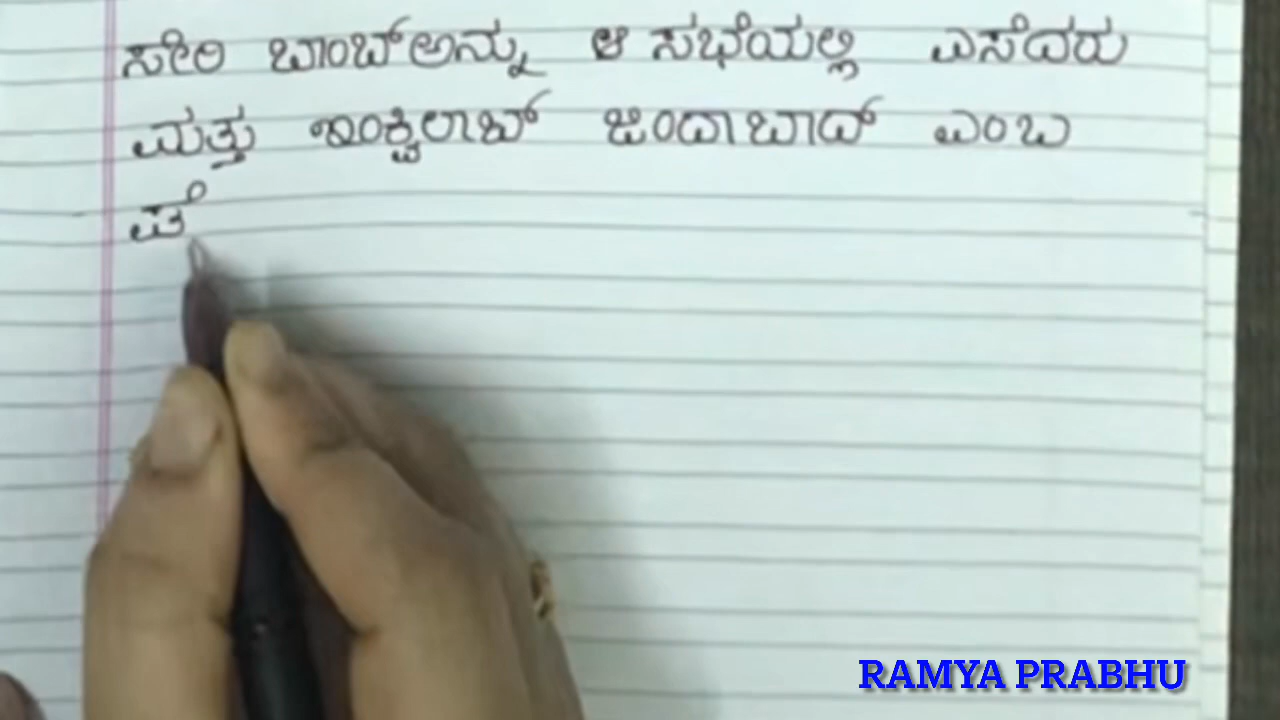 ಸೇರಿ ಬಾಂಬ್ ಅನ್ನು ಆ ಸಭೆಯಲ್ಲಿ ಎಸೆದರು
ಮತ್ತು ಇಂಕ್ವಿಲಾಬ್ ಜಿಂದಾಬಾದ್ ಎಂಬ
RAMYA PRABHU